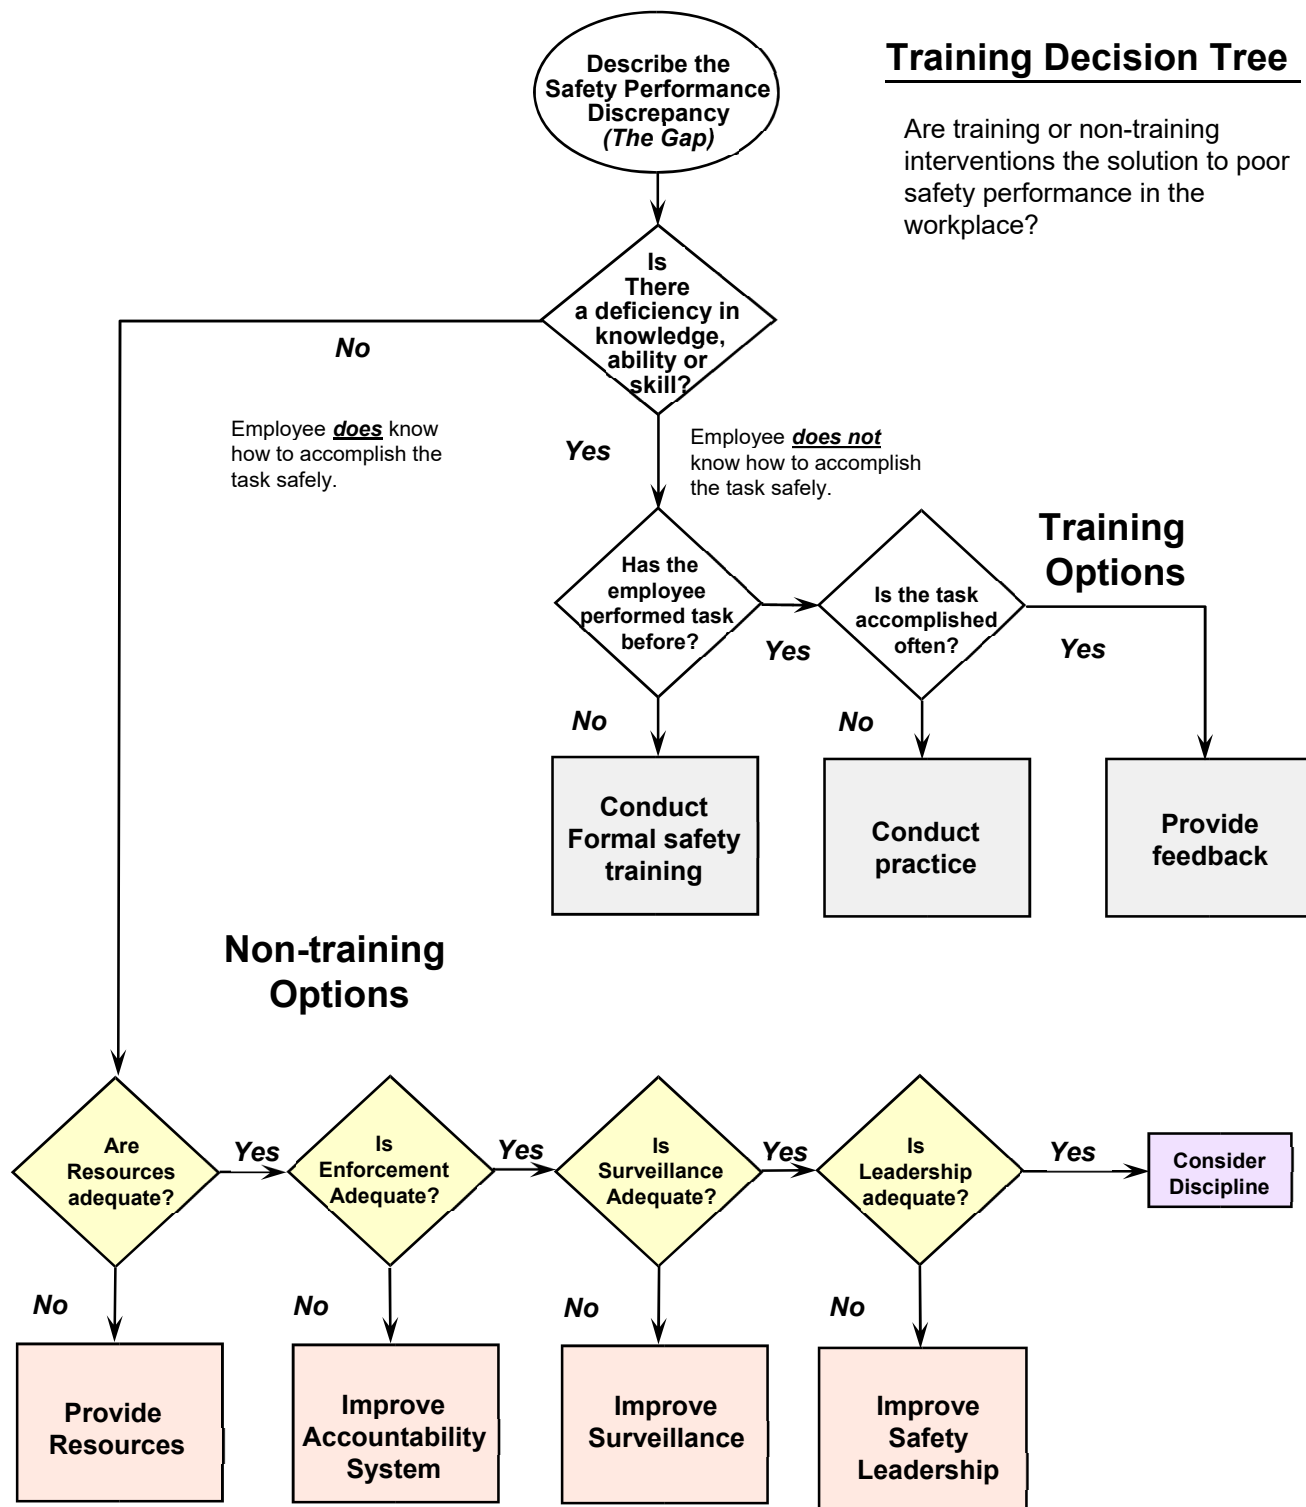 Training Decision Tree
Are training or non-training
interventions the solution to poor
safety performance in the
workplace?
Describe the
Safety Performance
Discrepancy
(The Gap)
Is
There
a deficiency in
knowledge,
ability or
skill?
No
Employee does know
how to accomplish the
task safely.
Yes
Employee does not
know how to accomplish
the task safely.
Training
Options
Has the
employee
performed task
before?
Yes
Is the task
accomplished
often?
Yes
No
No
Conduct
Formal safety
training
Conduct
practice
Provide
feedback
Non-training
Options
Are
Resources
adequate?
Yes
Is
Enforcement
Adequate?
Yes
Is
Surveillance
Adequate?
Yes
Is
Leadership
adequate?
Yes
Consider
Discipline
No
No
No
No
Provide
Resources
Improve
Accountability
System
Improve
Surveillance
Improve
Safety
Leadership